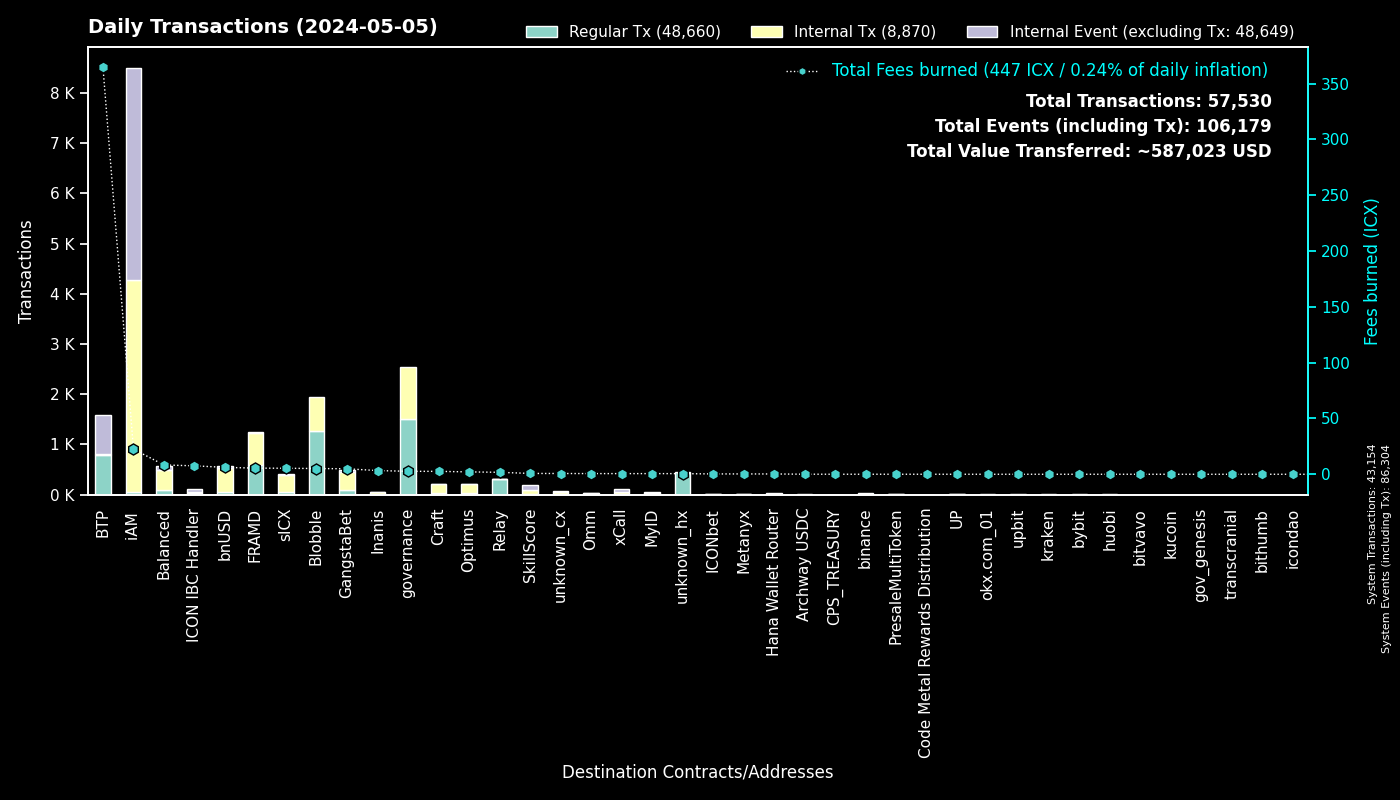 Daily Transactions (2024-05-05)
Regular Tx (48,660)
Internal Tx (8,870)
Internal Event (excluding Tx: 48,649)
Total Fees burned (447 ICX / 0.24% of daily inflation)
Total Transactions: 57,530
Total Events (including Tx): 106,179
Total Value Transferred: ~587,023 USD
Transactions
8 K
7 K
6 K
5 K
4 K
3 K
2 K
1 K
0 K
350
300
250
200
150
100
50
0
Fees burned (ICX)
BTP
iAM
Balanced
ICON IBC Handler
bnUSD
FRAMD
sICX
Blobble
GangstaBet
Inanis
governance
Craft
Optimus
Relay
SkillScore
unknown_cx
Omm
xCall
MyID
unknown_hx
ICONbet
Metanyx
Hana Wallet Router
Archway USDC
CPS_TREASURY
binance
PresaleMultiToken
Code Metal Rewards Distribution
UP
okx.com_01
upbit
kraken
bybit
huobi
bitvavo
kucoin
gov_genesis
transcranial
bithumb
icondao
Destination Contracts/Addresses
System Transactions: 43,154
System Events (including Tx): 86,304